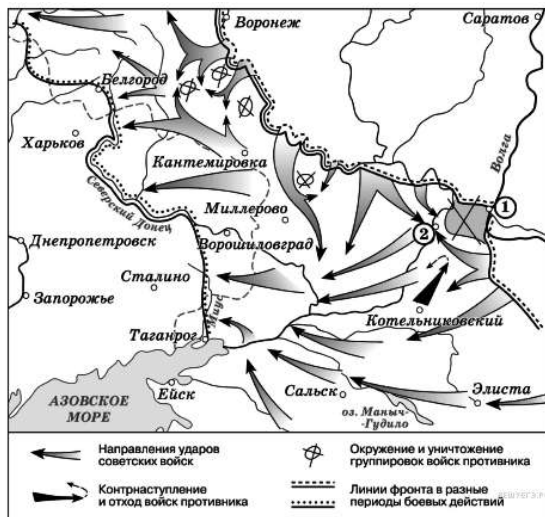 Воронеж
Саратов
Белгород
Волга
Харьков
Кантемировка
1
Северский Донец
Миллерово
2
Днепропетровск
Ворошиловград
Сталино
Запорожье
Миус
Котельниковский
Таганрог
АЗОВСКОЕ
МОРЕ
Ейск
Сальск
Элиста
оз. Маныч-
Гудило
Направления ударов
советских войск
Окружение и уничтожение
группировок войск противника
Контрнаступление
и отход войск противника
Линии фронта в разные
периоды боевых действий